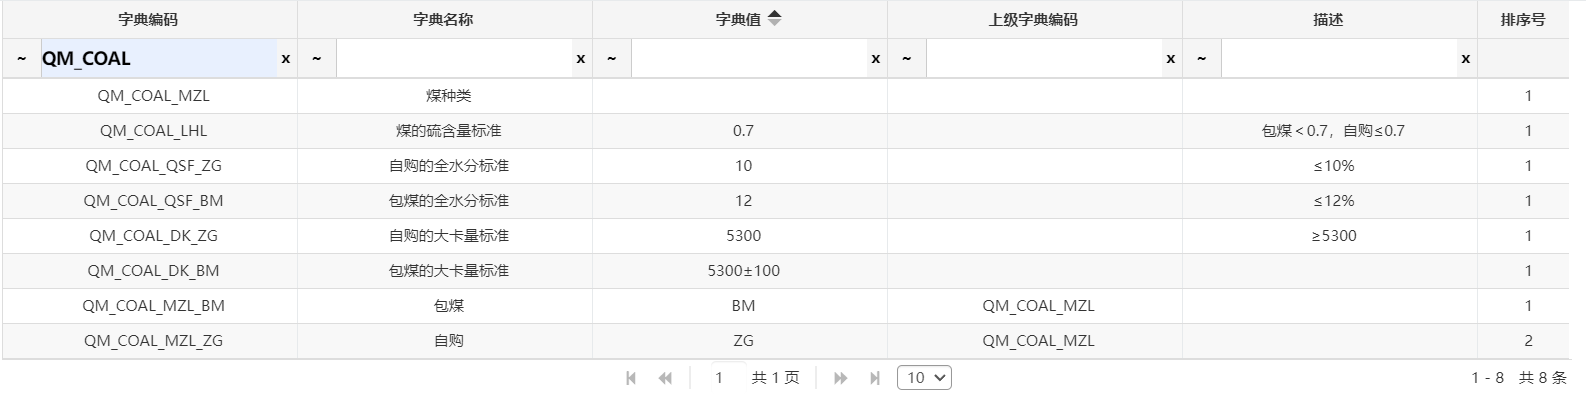 字典编码 字典名称 字典值 上级字典编码 描述 排序号
~ QM_COAL x ~ x ~ x ~ x ~ x
QM_COAL_MZL 煤种类 1
QM_COAL_LHL 煤的硫含量标准 0.7 包煤＜0.7，自购≤0.7 1
QM_COAL_QSF_ZG 自购的全水分标准 10 ≤10% 1
QM_COAL_QSF_BM 包煤的全水分标准 12 ≤12% 1
QM_COAL_DK_ZG 自购的大卡量标准 5300 ≥5300 1
QM_COAL_DK_BM 包煤的大卡量标准 5300±100 1
QM_COAL_MZL_BM 包煤 BM QM_COAL_MZL 1
QM_COAL_MZL_ZG 自购 ZG QM_COAL_MZL 2
1 共 1 页 10 1 - 8 共 8 条